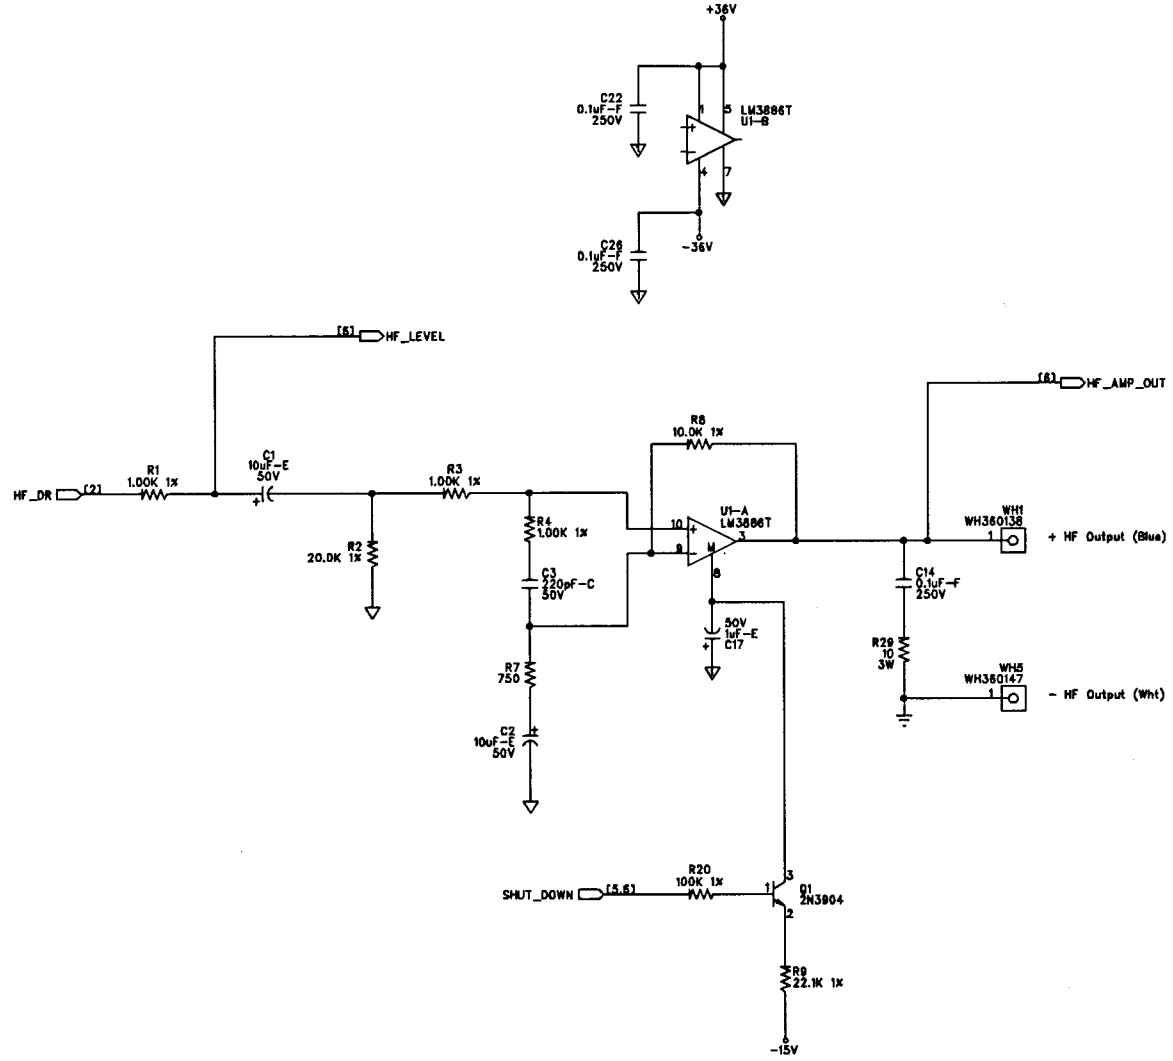 +36V
C22
0.1uF-F
250V
1
5
LM3886T
U1-B
+
4
7
-36V
C26
0.1uF-F
250V
[6]
HF_LEVEL
[6]
HF_AMP_OUT
R8
10.0K 1%
HF_DR
[2]
R1
1.00K 1%
C1
10uF-E
50V
+
R3
1.00K 1%
R2
20.0K 1%
R4
1.00K 1%
C3
220pF-C
50V
U1-A
LM3886T
10
+
9
-
M
3
8
WH1
WH360138
1
+ HF Output (Blue)
C14
0.1uF-F
250V
50V
1uF-E
C17
+
R29
10
3W
WH5
WH360147
1
- HF Output (Wht)
R7
750
C2
10uF-E
50V
+
SHUT_DOWN
[5,6]
R20
100K 1%
1
3
Q1
2N3904
2
R9
22.1K 1%
-15V